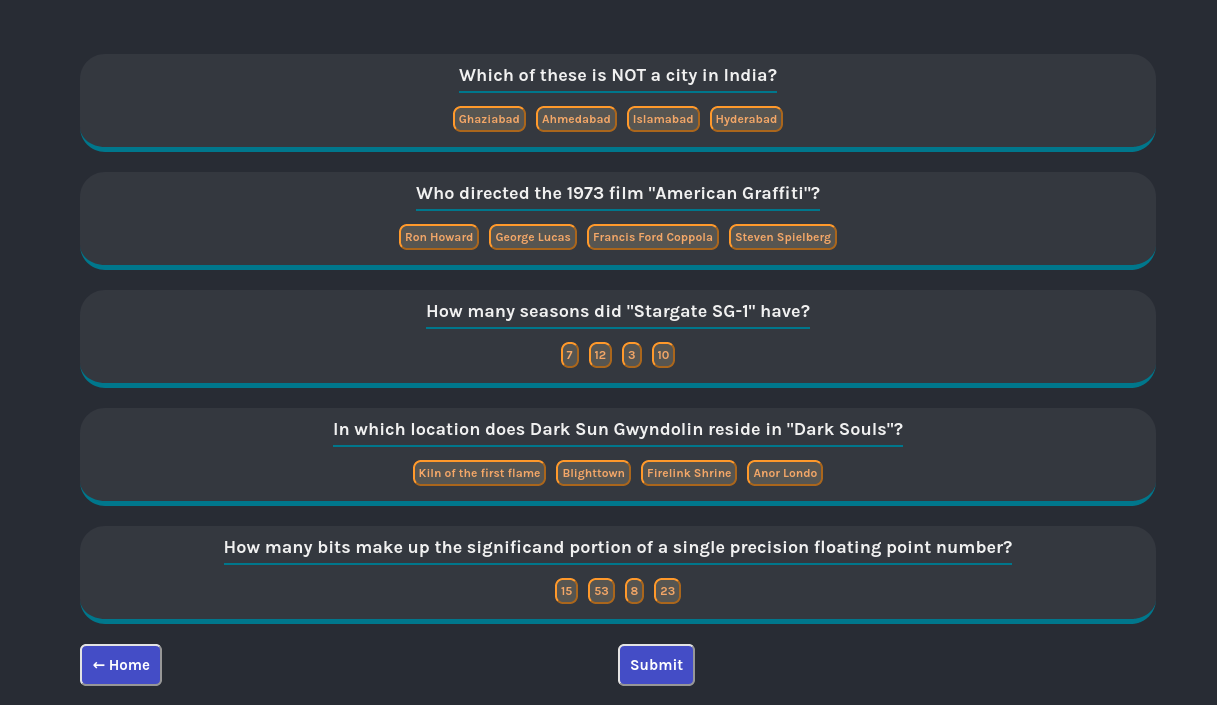 Which of these is NOT a city in India?
Ghaziabad Ahmedabad Islamabad Hyderabad
Who directed the 1973 film "American Graffiti"?
Ron Howard George Lucas Francis Ford Coppola Steven Spielberg
How many seasons did "Stargate SG-1" have?
7 12 3 10
In which location does Dark Sun Gwyndolin reside in "Dark Souls"?
Kiln of the first flame Blighttown Firelink Shrine Anor Londo
How many bits make up the significand portion of a single precision floating point number?
15 53 8 23
← Home Submit